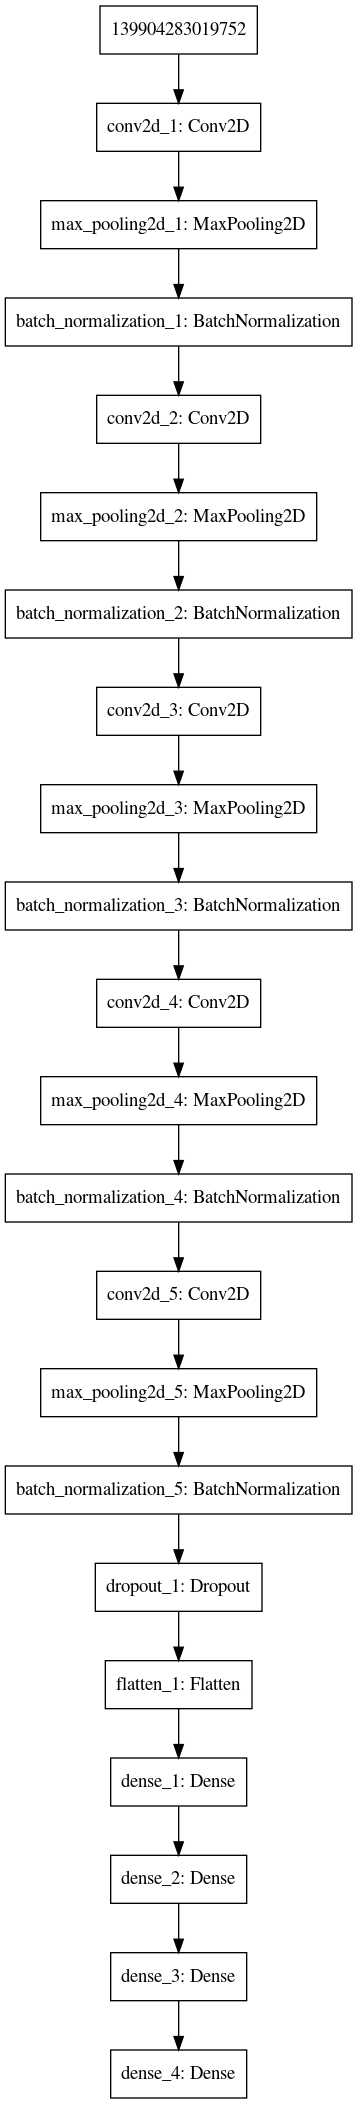 139904283019752
conv2d_1: Conv2D
max_pooling2d_1: MaxPooling2D
batch_normalization_1: BatchNormalization
conv2d_2: Conv2D
max_pooling2d_2: MaxPooling2D
batch_normalization_2: BatchNormalization
conv2d_3: Conv2D
max_pooling2d_3: MaxPooling2D
batch_normalization_3: BatchNormalization
conv2d_4: Conv2D
max_pooling2d_4: MaxPooling2D
batch_normalization_4: BatchNormalization
conv2d_5: Conv2D
max_pooling2d_5: MaxPooling2D
batch_normalization_5: BatchNormalization
dropout_1: Dropout
flatten_1: Flatten
dense_1: Dense
dense_2: Dense
dense_3: Dense
dense_4: Dense